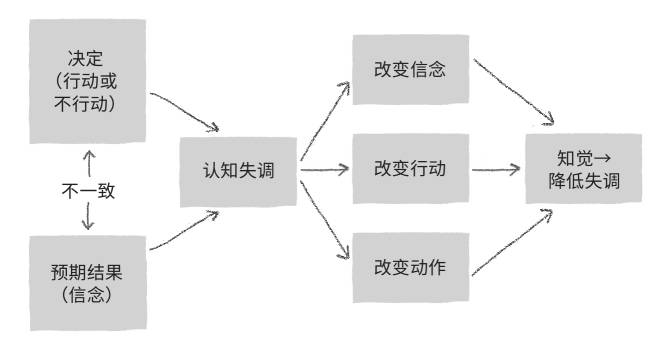 决定
（行动或
不行动）
不一致
预期结果
（信念）
认知失调
改变信念
改变行动
改变动作
知觉→
降低失调